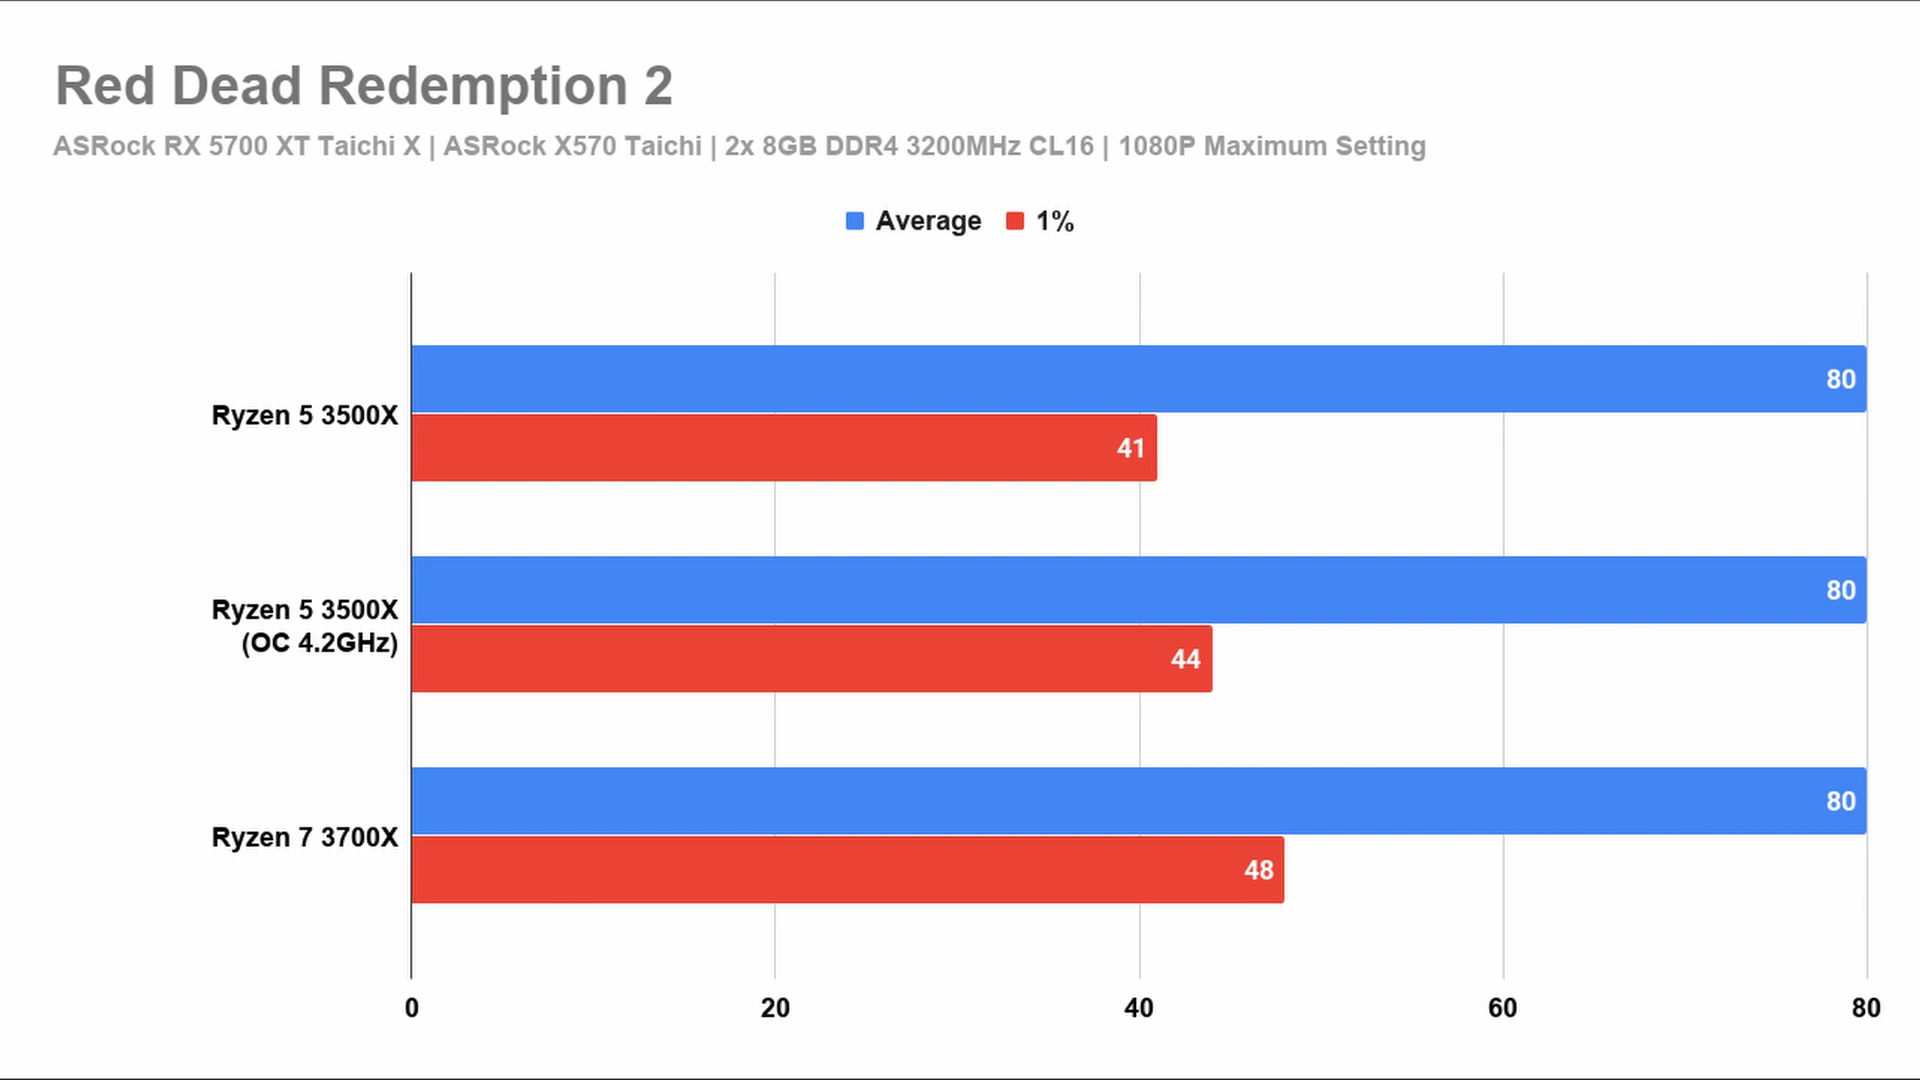 Red Dead Redemption 2
ASRock RX 5700 XT Taichi X | ASRock X570 Taichi | 2x 8GB DDR4 3200MHz CL16 | 1080P Maximum Setting
Average 1%
Ryzen 5 3500X
80
41
Ryzen 5 3500X
(OC 4.2GHz)
80
44
Ryzen 7 3700X
80
48
0 20 40 60 80